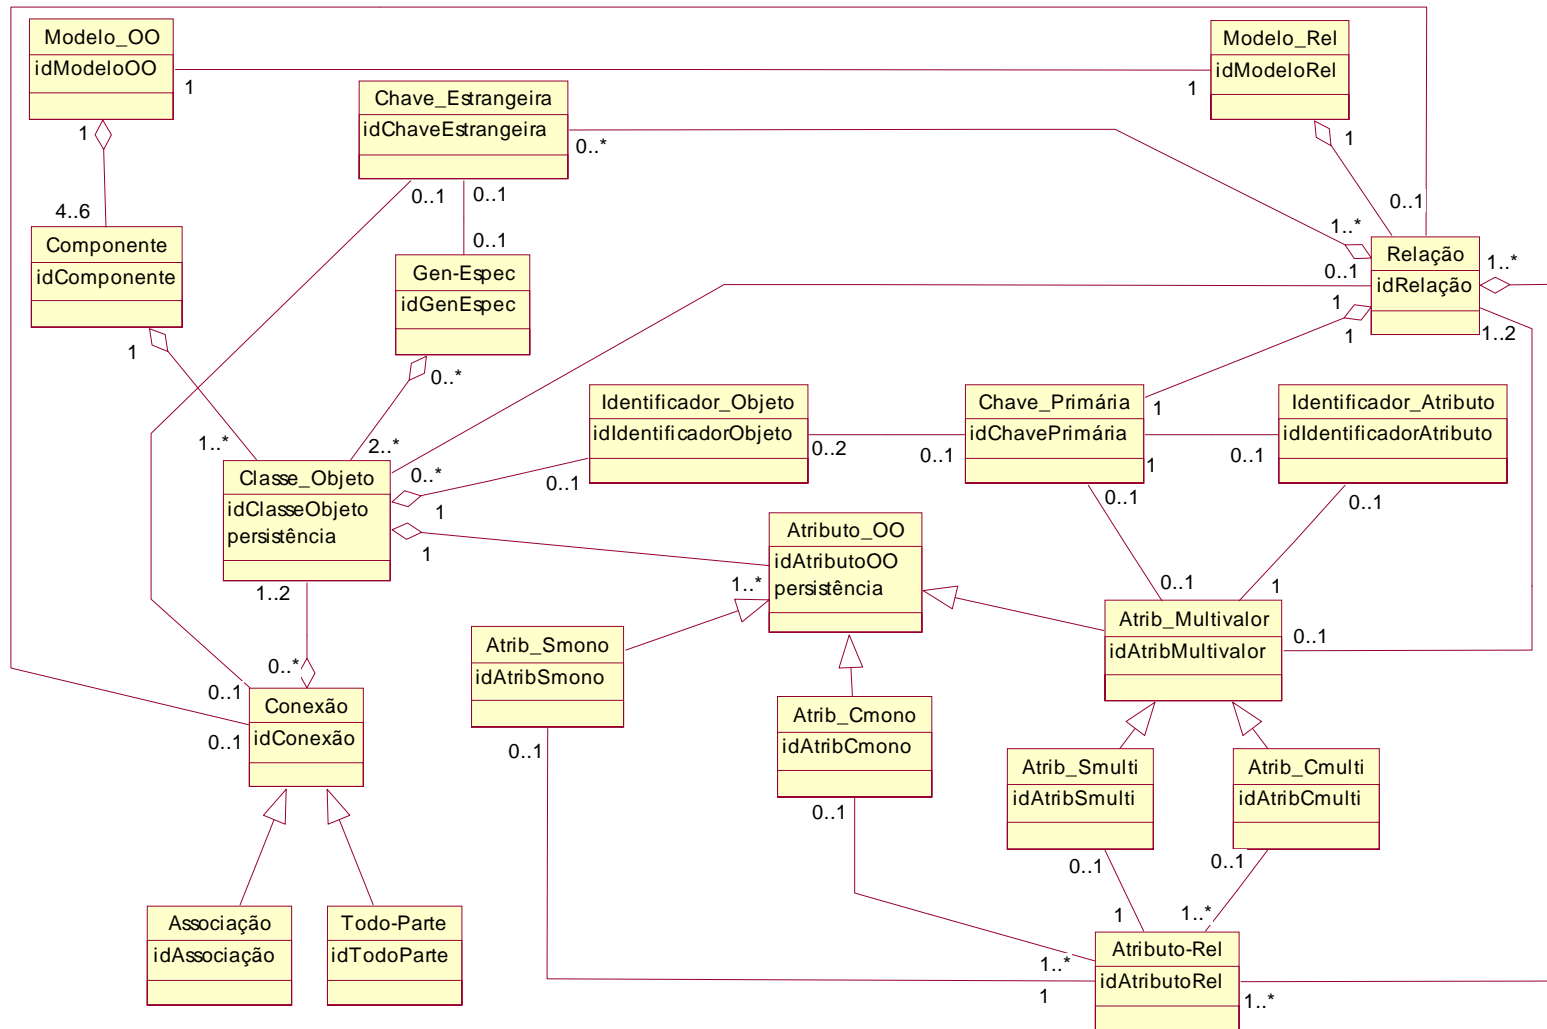 Modelo_OO
idModeloOO
1
1
4..6
Modelo_Rel
idModeloRel
1
1
Chave_Estrangeira
idChaveEstrangeira
0..*
0..1
0..1
0..1
0..1
1..*
Componente
idComponente
1
Gen-Espec
idGenEspec
0..*
Relação
idRelação
1..*
0..1
1
1
1..2
Identificador_Objeto
idIdentificadorObjeto
0..2
0..1
Chave_Primária
idChavePrimária
1
0..1
1
0..1
Identificador_Atributo
idIdentificadorAtributo
0..1
0..1
1..*
2..*
Classe_Objeto
idClasseObjeto
persistência
0..*
1
1
1..2
Atributo_OO
idAtributoOO
persistência
1..*
0..1
1
Atrib_Multivalor
idAtribMultivalor
0..1
Atrib_Smono
idAtribSmono
0..1
0..*
0..1
0..1
Conexão
idConexão
Atrib_Cmono
idAtribCmono
0..1
Atrib_Smulti
idAtribSmulti
0..1
Atrib_Cmulti
idAtribCmulti
0..1
Associação
idAssociação
Todo-Parte
idTodoParte
1
1..*
Atributo-Rel
idAtributoRel
1..*
1
1..*